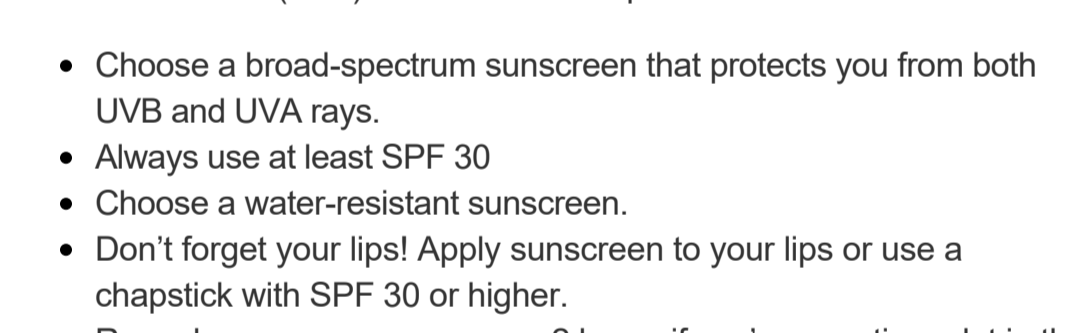 • Choose a broad-spectrum sunscreen that protects you from both
UVB and UVA rays.
• Always use at least SPF 30
• Choose a water-resistant sunscreen.
• Don’t forget your lips! Apply sunscreen to your lips or use a
chapstick with SPF 30 or higher.